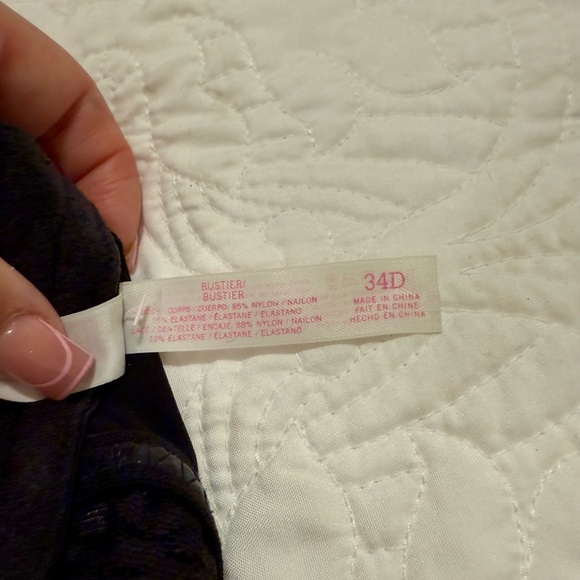 BUSTIER/
BUSTIER
CORPS / CUERPO: 85% NYLON / NAILON
ELASTANE / ÉLASTANE / ELASTANO
DENTELLE / ENCAJE: 88% NYLON / NAILON
12% ELASTANE / ÉLASTANE / ELASTANO
34D
MADE IN CHINA
FAIT EN CHINE
HECHO EN CHINA